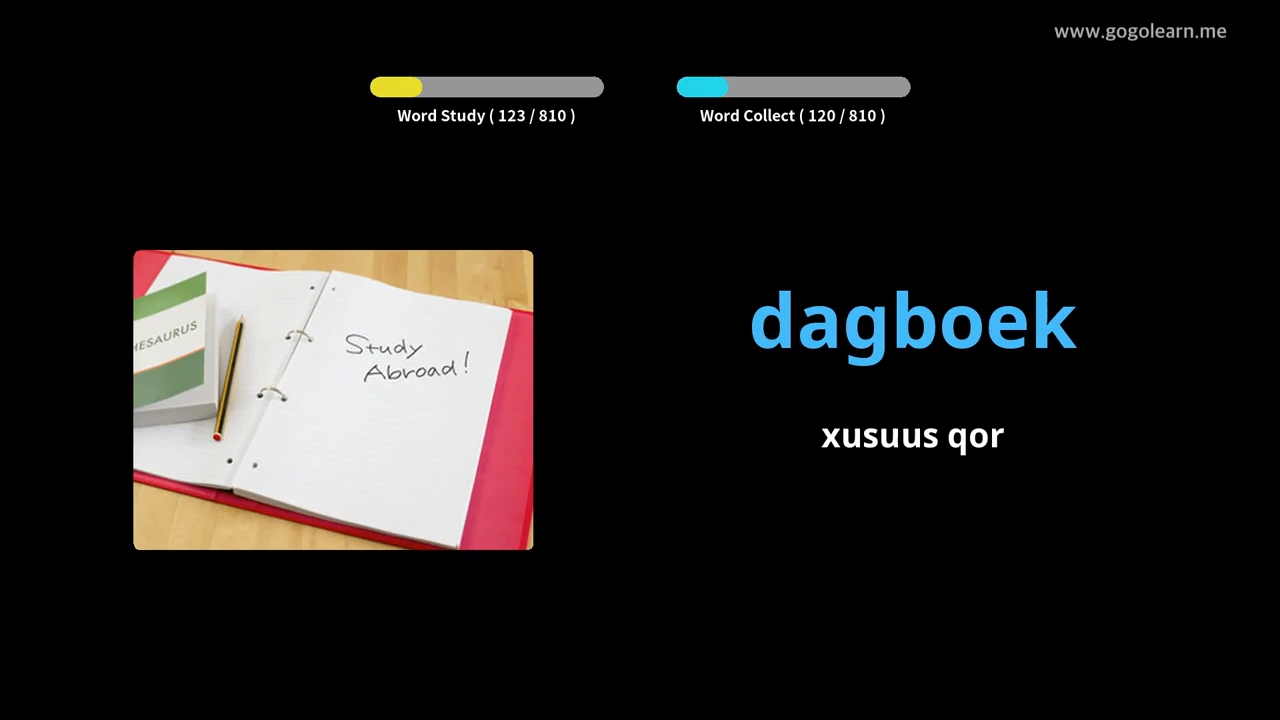 www.gogolearn.me
Word Study ( 123 / 810 )
Word Collect ( 120 / 810 )
HESAURUS
Study
Abroad!
dagboek
xusuus qor